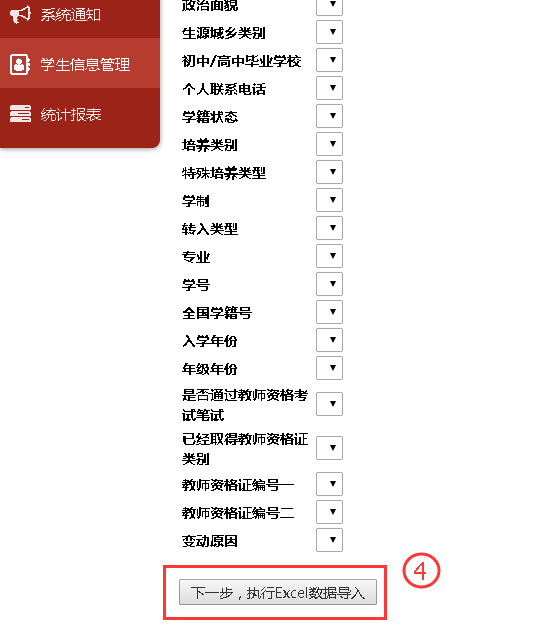 系统通知
学生信息管理
统计报表
政治面貌
生源城乡类别
初中/高中毕业学校
个人联系电话
学籍状态
培养类别
特殊培养类型
学制
转入类型
专业
学号
全国学籍号
入学年份
年级年份
是否通过教师资格考
试笔试
已经取得教师资格证
类别
教师资格证编号一
教师资格证编号二
变动原因
下一步，执行Excel数据导入
4